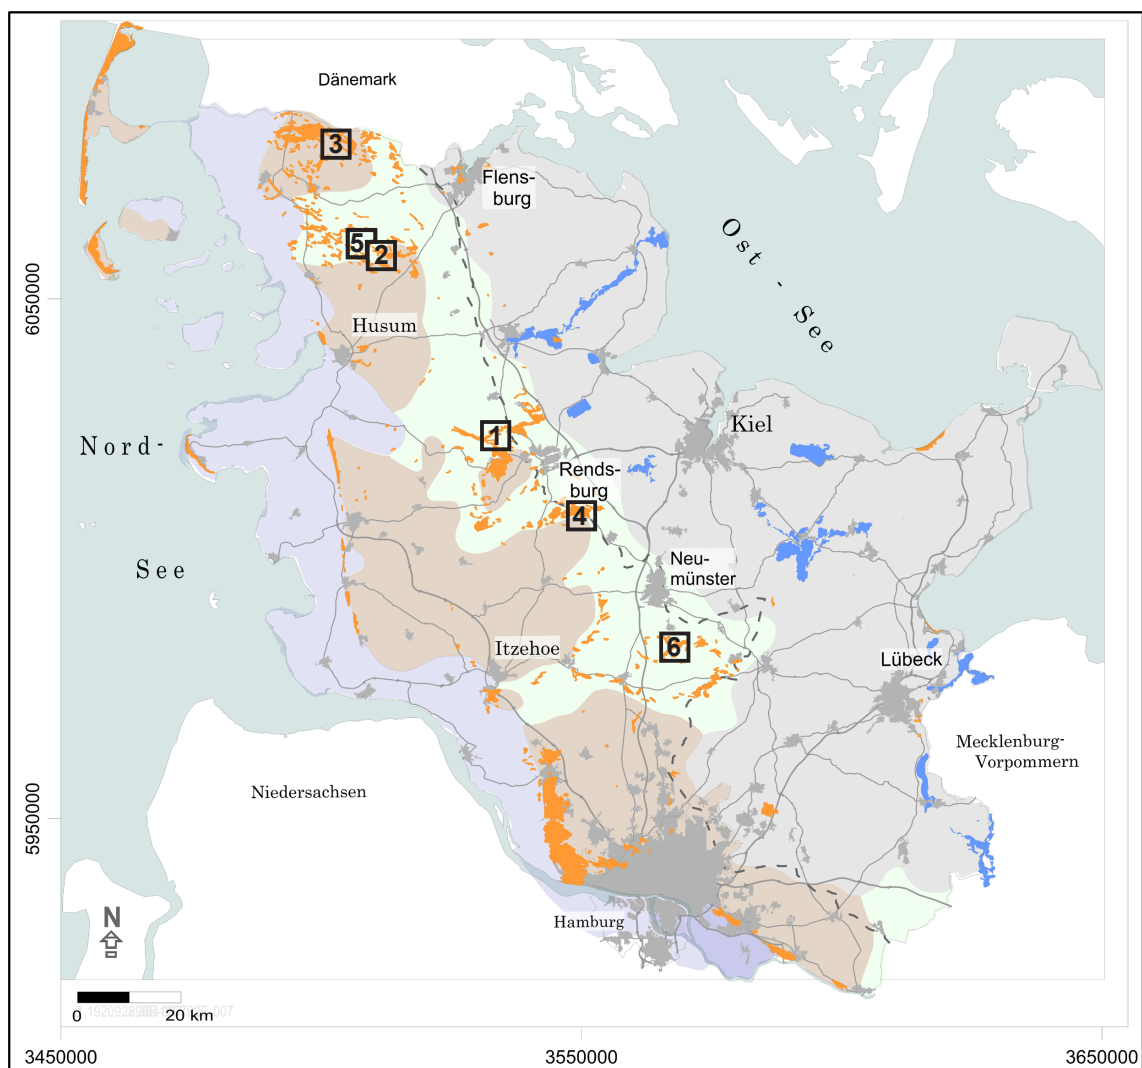 Dänemark
3
Flens-
burg
5
2
Ost - See
6050000
Husum
Nord-
1
Kiel
Rends-
burg
4
See
Neu-
münster
6
Itzehoe
Lübeck
Mecklenburg-
Vorpommern
Niedersachsen
5950000
N
Hamburg
0
20 km
3450000
3550000
3650000